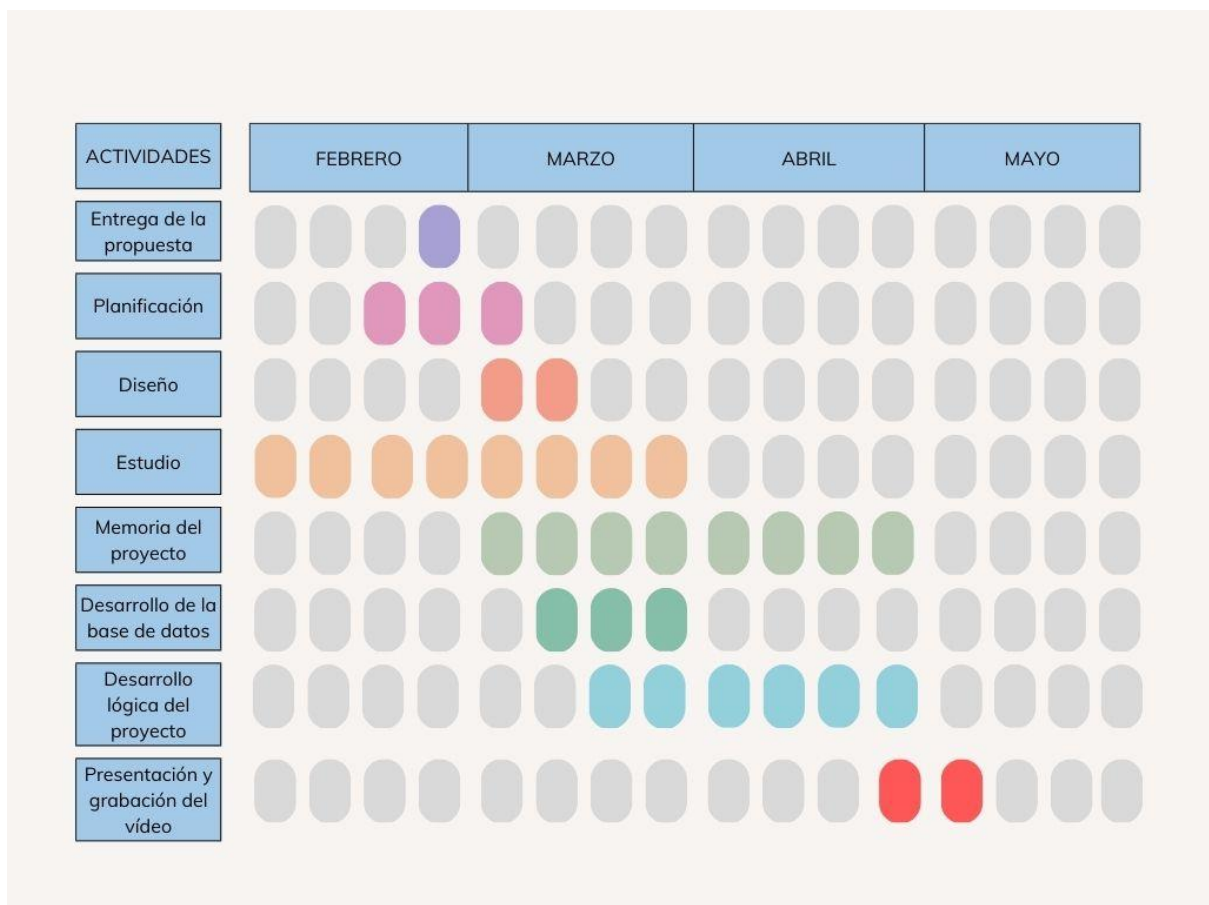 ACTIVIDADES
FEBRERO
MARZO
ABRIL
MAYO
Entrega de la
propuesta
Planificación
Diseño
Estudio
Memoria del
proyecto
Desarrollo de la
base de datos
Desarrollo
lógica del
proyecto
Presentación y
grabación del
vídeo